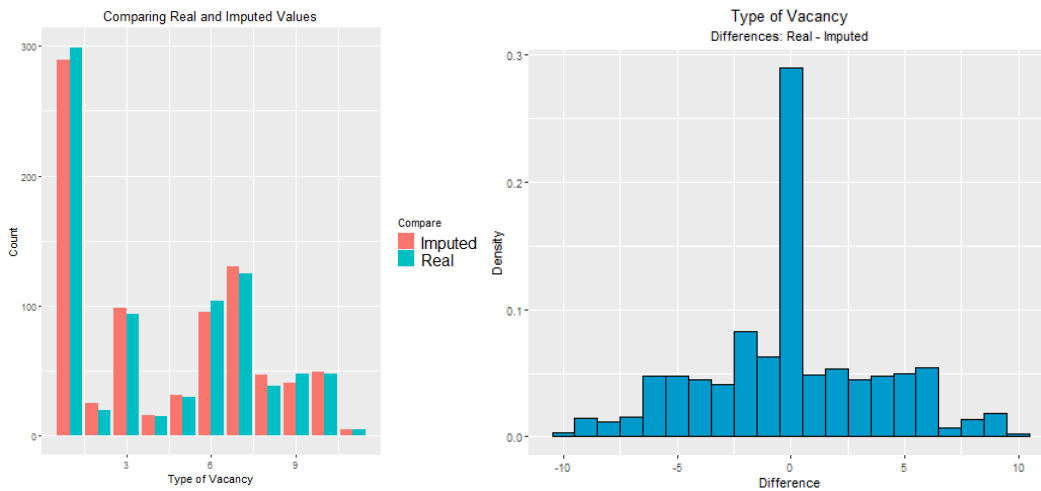 Comparing Real and Imputed Values
300
200
100
0
Count
3 6 9
Type of Vacancy
Compare
Imputed
Real
Type of Vacancy
Differences: Real - Imputed
0.3
0.2
0.1
0.0
Density
-10 -5 0 5 10
Difference